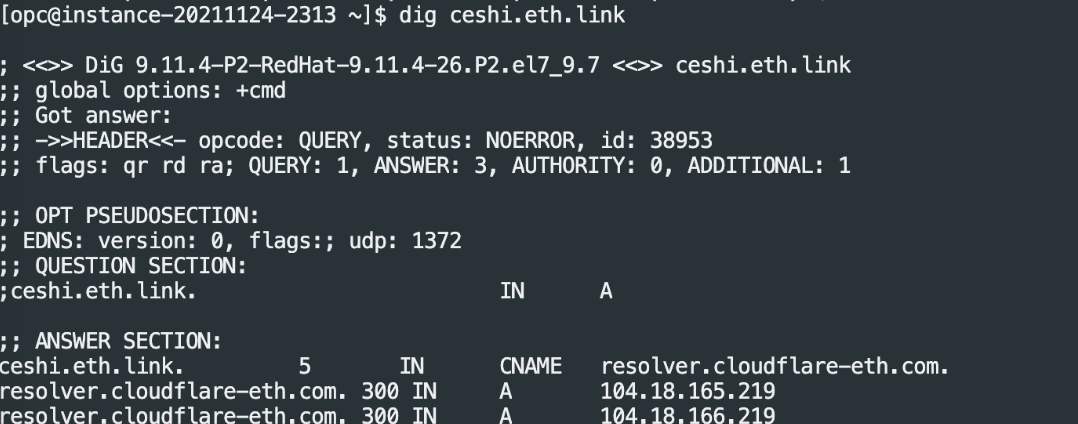 [opc@instance-20211124-2313 ~]$ dig ceshi.eth.link
; <<>> DiG 9.11.4-P2-RedHat-9.11.4-26.P2.el7_9.7 <<>> ceshi.eth.link
;; global options: +cmd
;; Got answer:
;; ->>HEADER<<- opcode: QUERY, status: NOERROR, id: 38953
;; flags: qr rd ra; QUERY: 1, ANSWER: 3, AUTHORITY: 0, ADDITIONAL: 1
;; OPT PSEUDOSECTION:
; EDNS: version: 0, flags:; udp: 1372
;; QUESTION SECTION:
;ceshi.eth.link. IN A
;; ANSWER SECTION:
ceshi.eth.link. 5 IN CNAME resolver.cloudflare-eth.com.
resolver.cloudflare-eth.com. 300 IN A 104.18.165.219
resolver.cloudflare-eth.com. 300 IN A 104.18.166.219